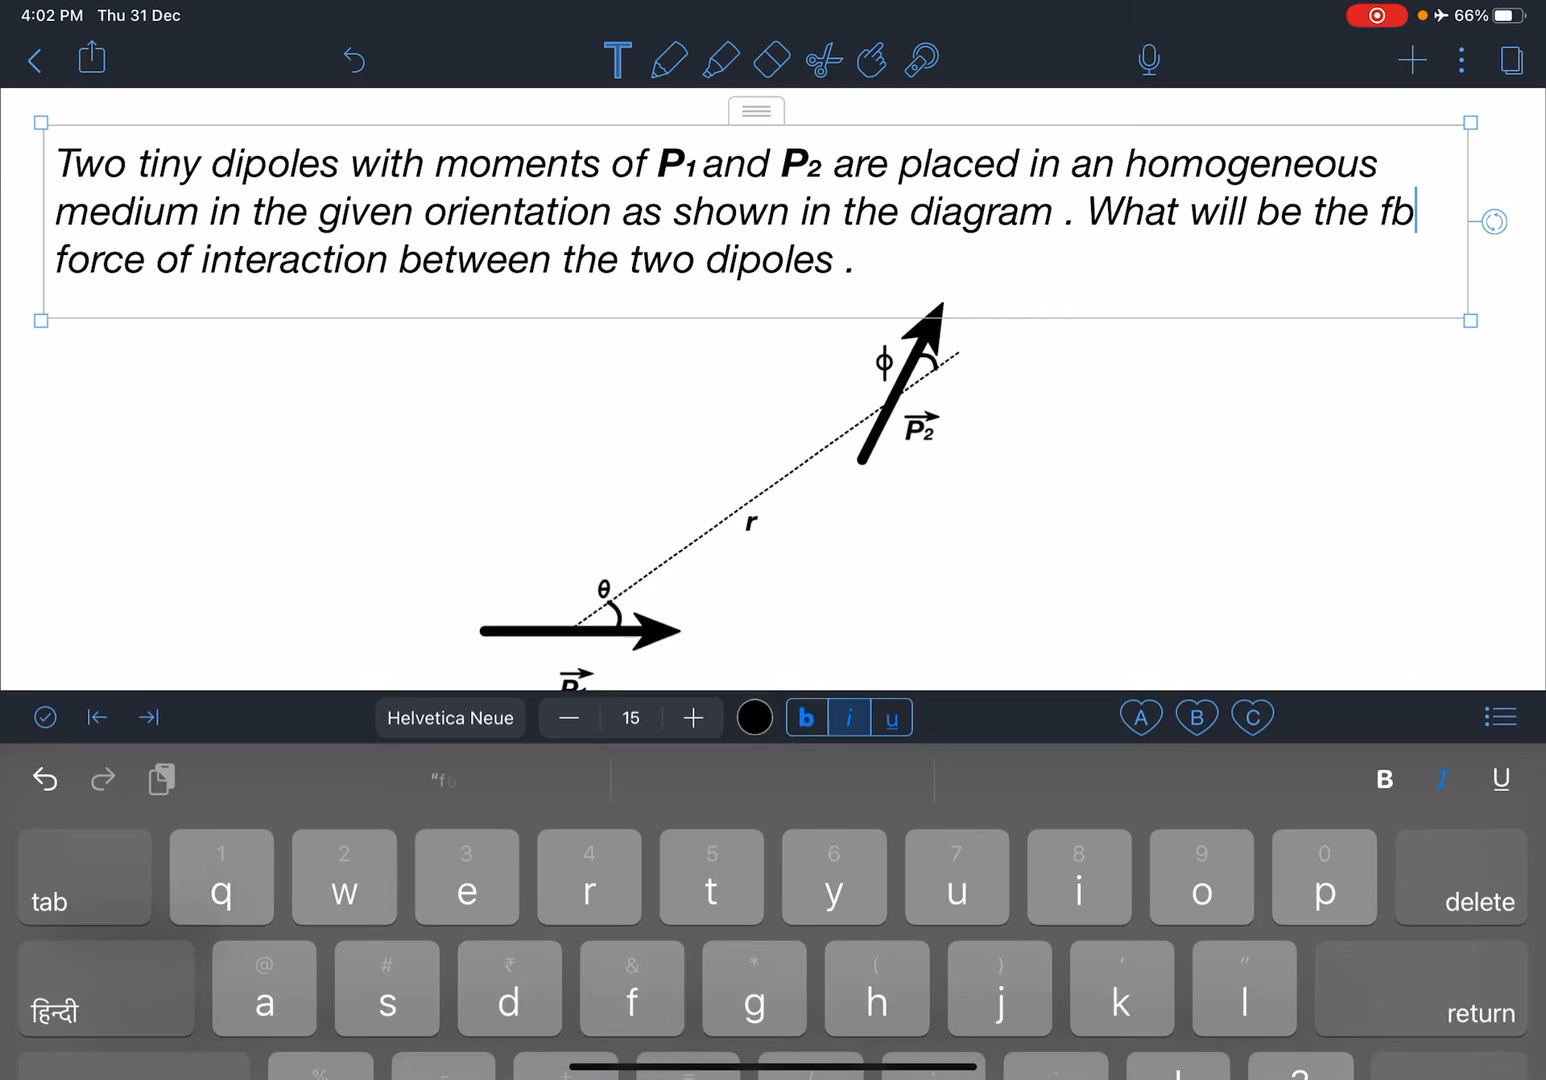 4:02 PM Thu 31 Dec
66%
T
Two tiny dipoles with moments of P1 and P2 are placed in an homogeneous
medium in the given orientation as shown in the diagram . What will be the fb
force of interaction between the two dipoles .
ϕ
P2
r
θ
Helvetica Neue
15
b i u
A B C
"fb
B I U
1 2 3 4 5 6 7 8 9 0
tab q w e r t y u i o p delete
@ # ₹ & * ( ) ' "
हिन्दी a s d f g h j k l return